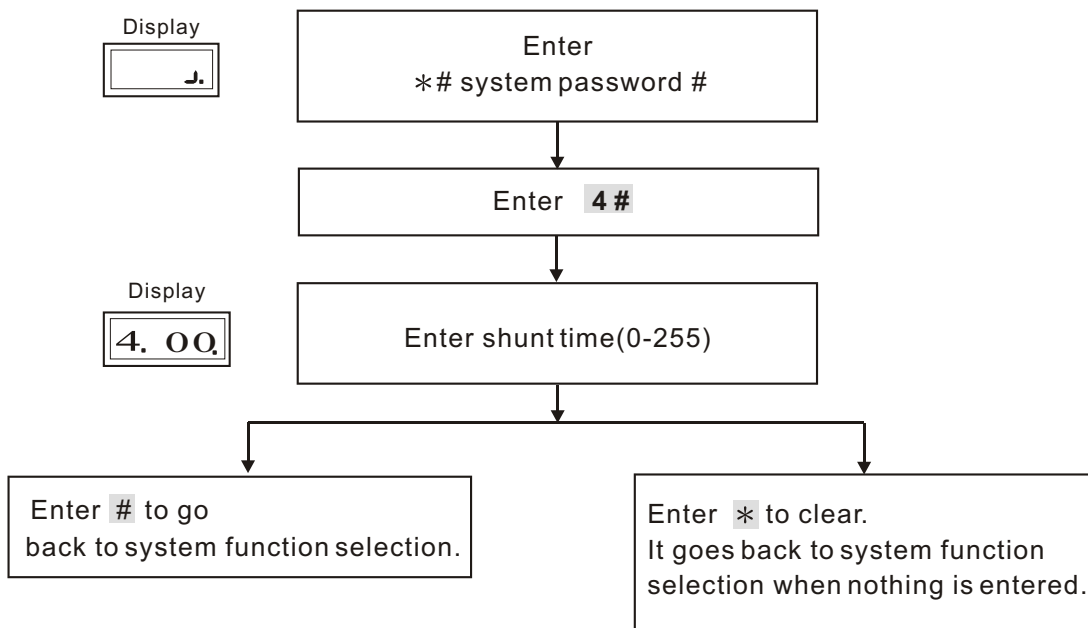 Display
Enter
*# system password #
Enter 4 #
Display
4. 00.
Enter shunt time(0-255)
Enter # to go
back to system function selection.
Enter * to clear.
It goes back to system function
selection when nothing is entered.